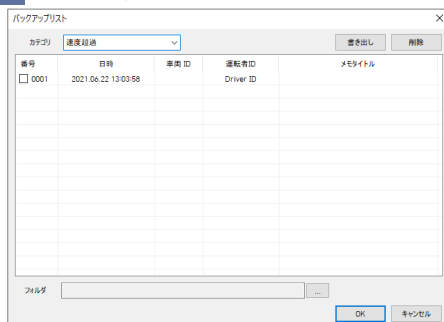 バックアップリスト
カテゴリ 速度超過 書き出し 削除
番号 日時 車両 ID 運転者ID メモタイトル
0001 2021.06.22 13:03:58 Driver ID
フォルダ ...
OK キャンセル